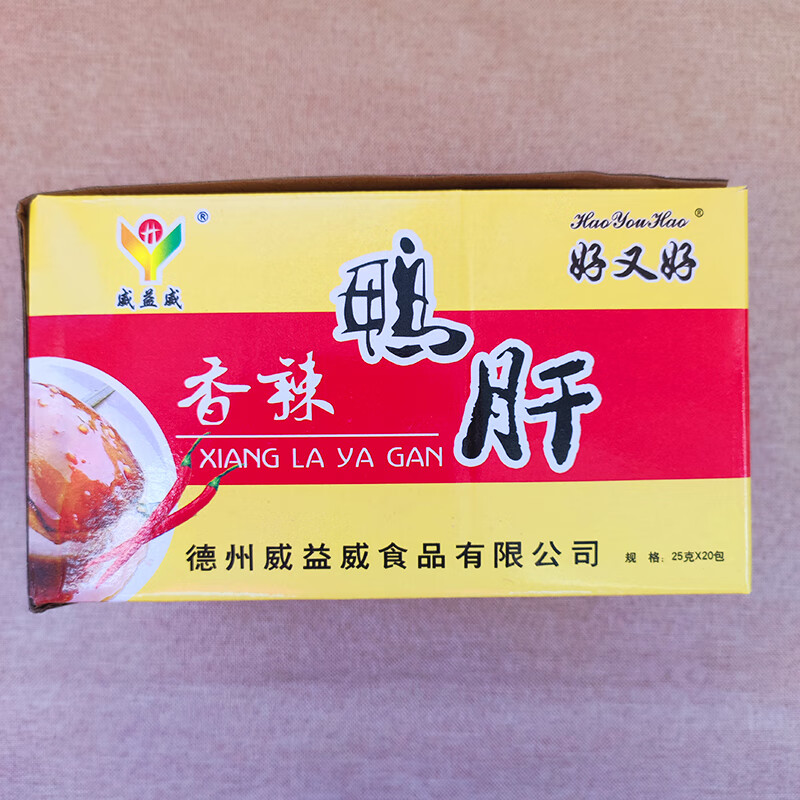 ®
威益威
HaoYouHao®
好又好
香辣
鸭肝
XIANG LA YA GAN
德州威益威食品有限公司
规 格: 25克X20包